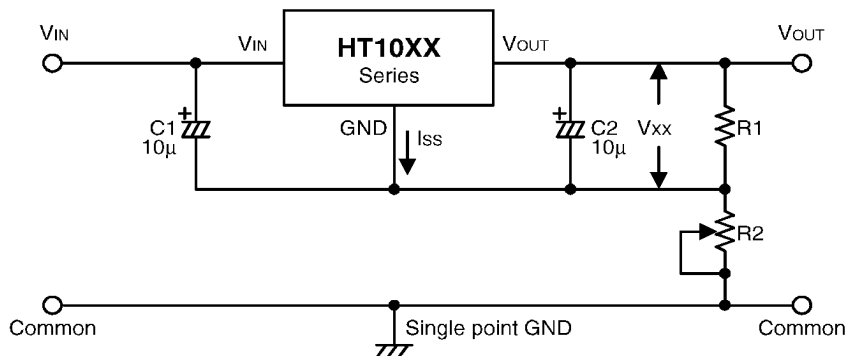 VIN
VIN
HT10XX
Series
VOUT
VOUT
C1
10μ
GND
ISS
C2
10μ
VXX
R1
R2
Common
Single point GND
Common